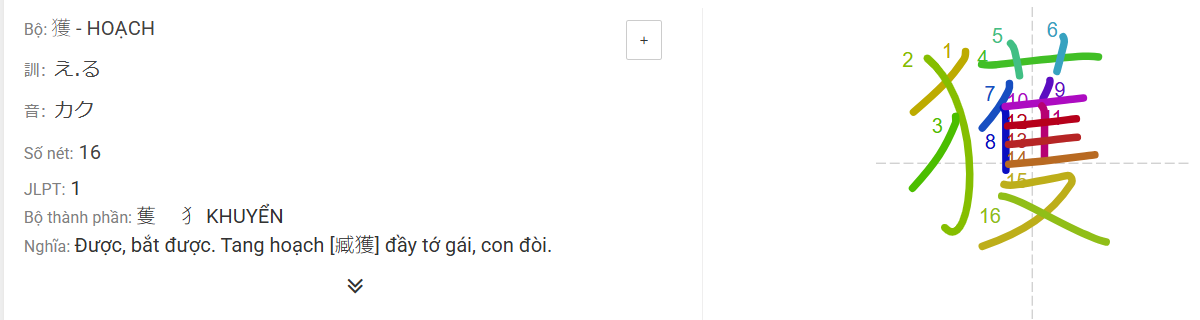 Bộ: 獲 - HOẠCH
訓: え.る
音: カク
Số nét: 16
JLPT: 1
Bộ thành phần: 蒦 犭 KHUYỂN
Nghĩa: Được, bắt được. Tang hoạch [臧獲] đầy tớ gái, con đòi.
+
獲
1
2
3
4
5
6
7
8
9
10
11
12
13
14
15
16